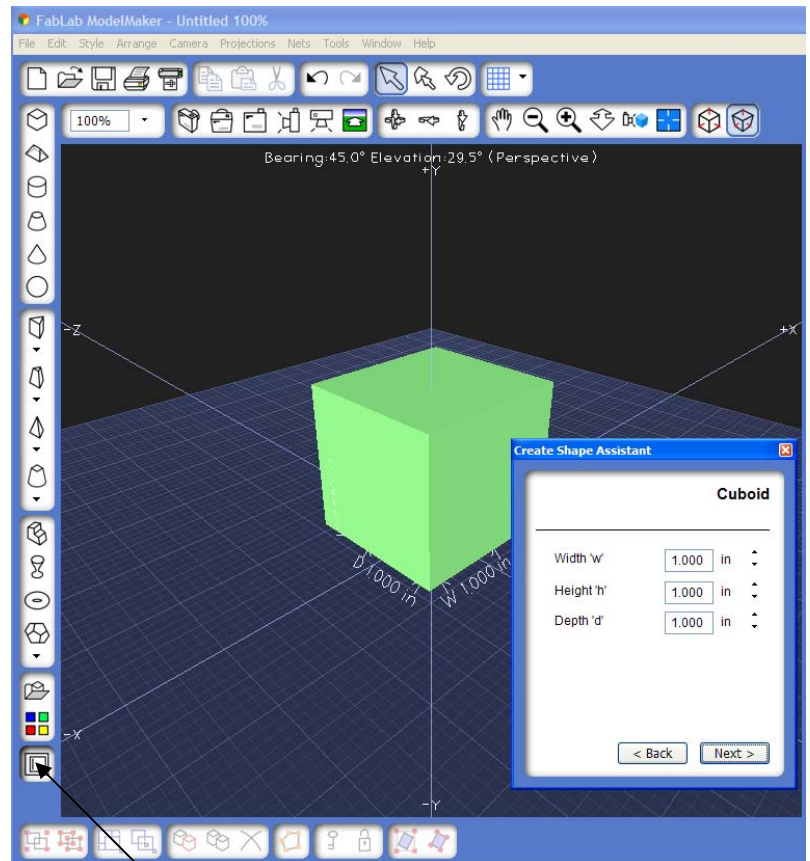 FabLab ModelMaker - Untitled 100%
File Edit Style Arrange Camera Projections Nets Tools Window Help
100%
Bearing:45.0° Elevation:29.5° (Perspective)
+Y
-Z
+X
D 1.000 in
W 1.000 in
-X
-Y
Create Shape Assistant
Cuboid
Width 'w' 1.000 in
Height 'h' 1.000 in
Depth 'd' 1.000 in
< Back Next >